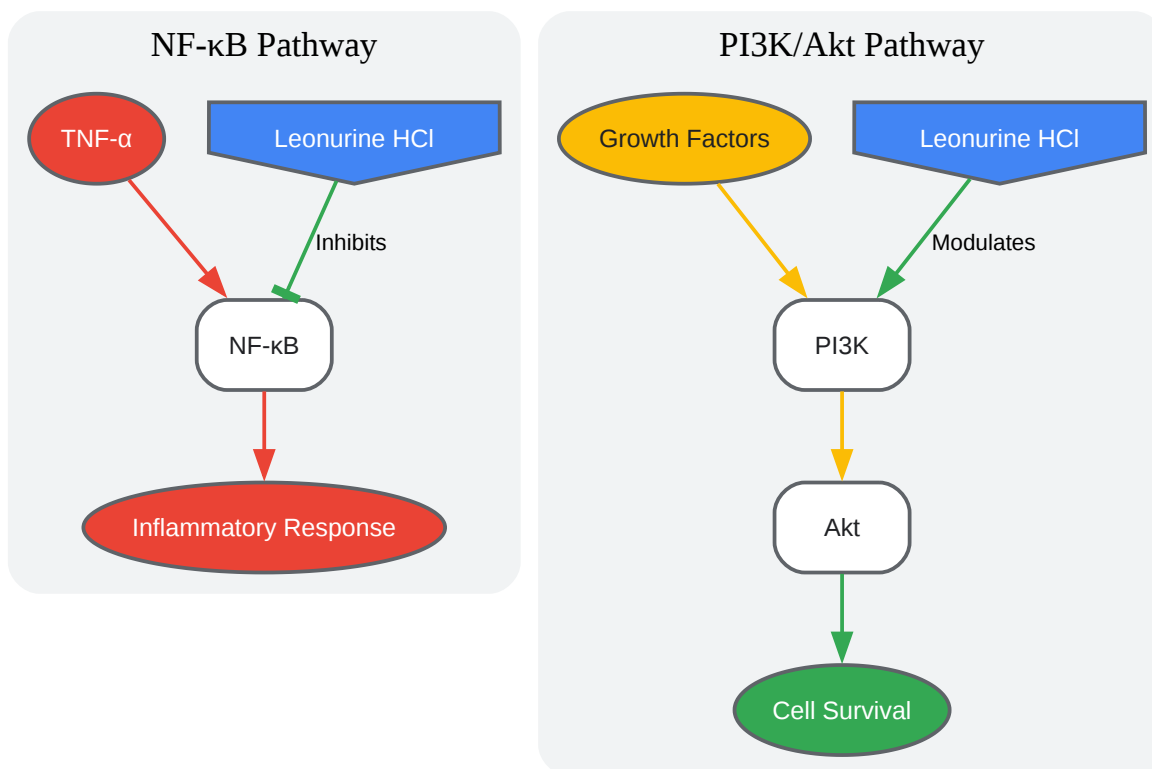 NF-κB Pathway
TNF-α
Leonurine HCl
Inhibits
NF-κB
Inflammatory Response
PI3K/Akt Pathway
Growth Factors
Leonurine HCl
Modulates
PI3K
Akt
Cell Survival